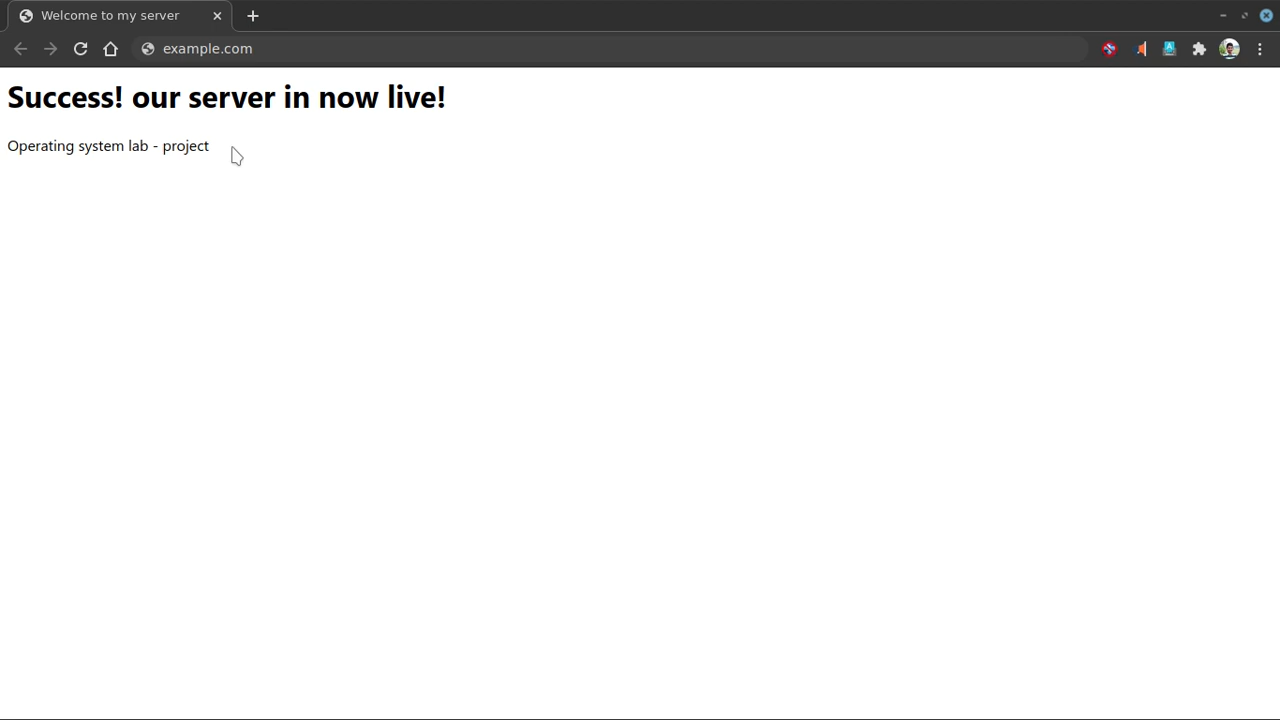 Welcome to my server
example.com
Success! our server in now live!
Operating system lab - project